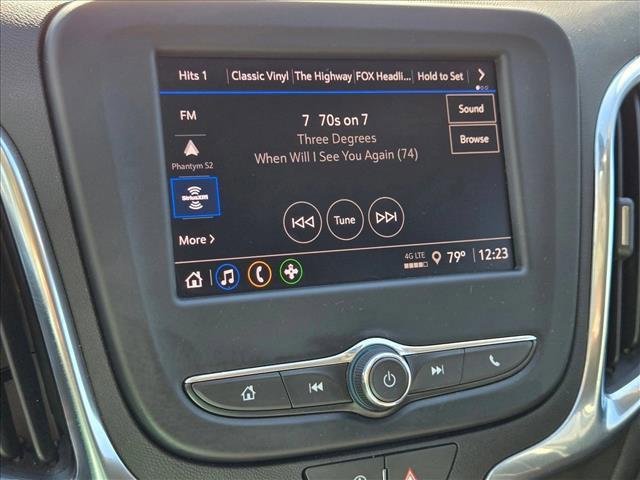 Hits 1 Classic Vinyl The Highway FOX Headli... Hold to Set
FM
7 70s on 7
Sound
Three Degrees
Browse
Phantym S2
When Will I See You Again (74)
SiriusXM
Tune
More
4G LTE
79° 12:23